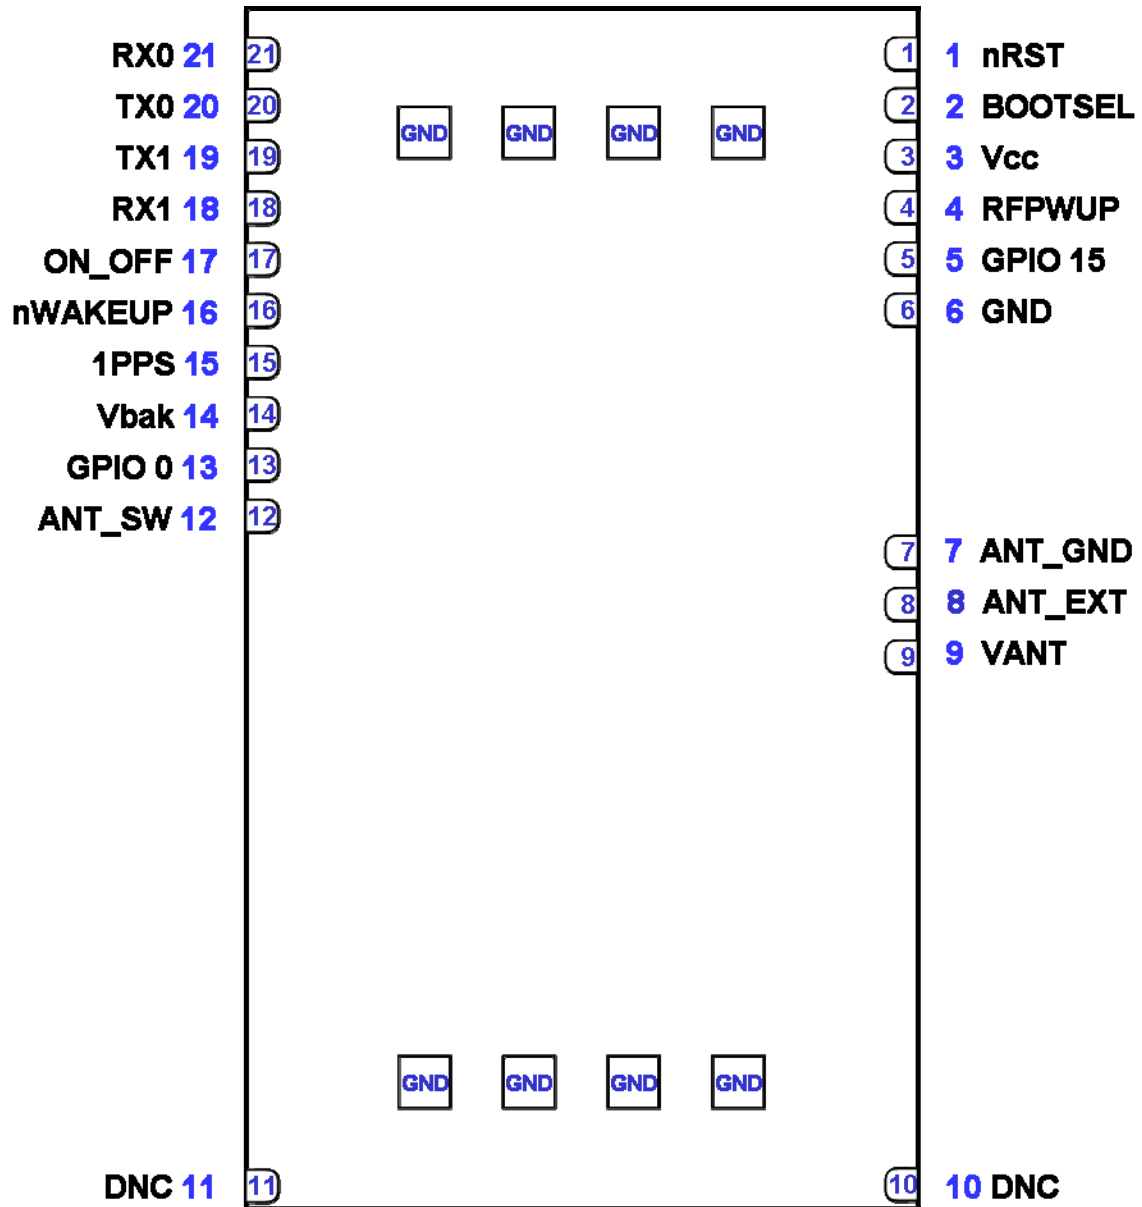 RX0 21 21 1 1 nRST
TX0 20 20 2 2 BOOTSEL
GND GND GND GND
TX1 19 19 3 3 Vcc
RX1 18 18 4 4 RFPWUP
ON_OFF 17 17 5 5 GPIO 15
nWAKEUP 16 16 6 6 GND
1PPS 15 15
Vbak 14 14
GPIO 0 13 13
ANT_SW 12 12
7 7 ANT_GND
8 8 ANT_EXT
9 9 VANT
GND GND GND GND
DNC 11 11 10 10 DNC